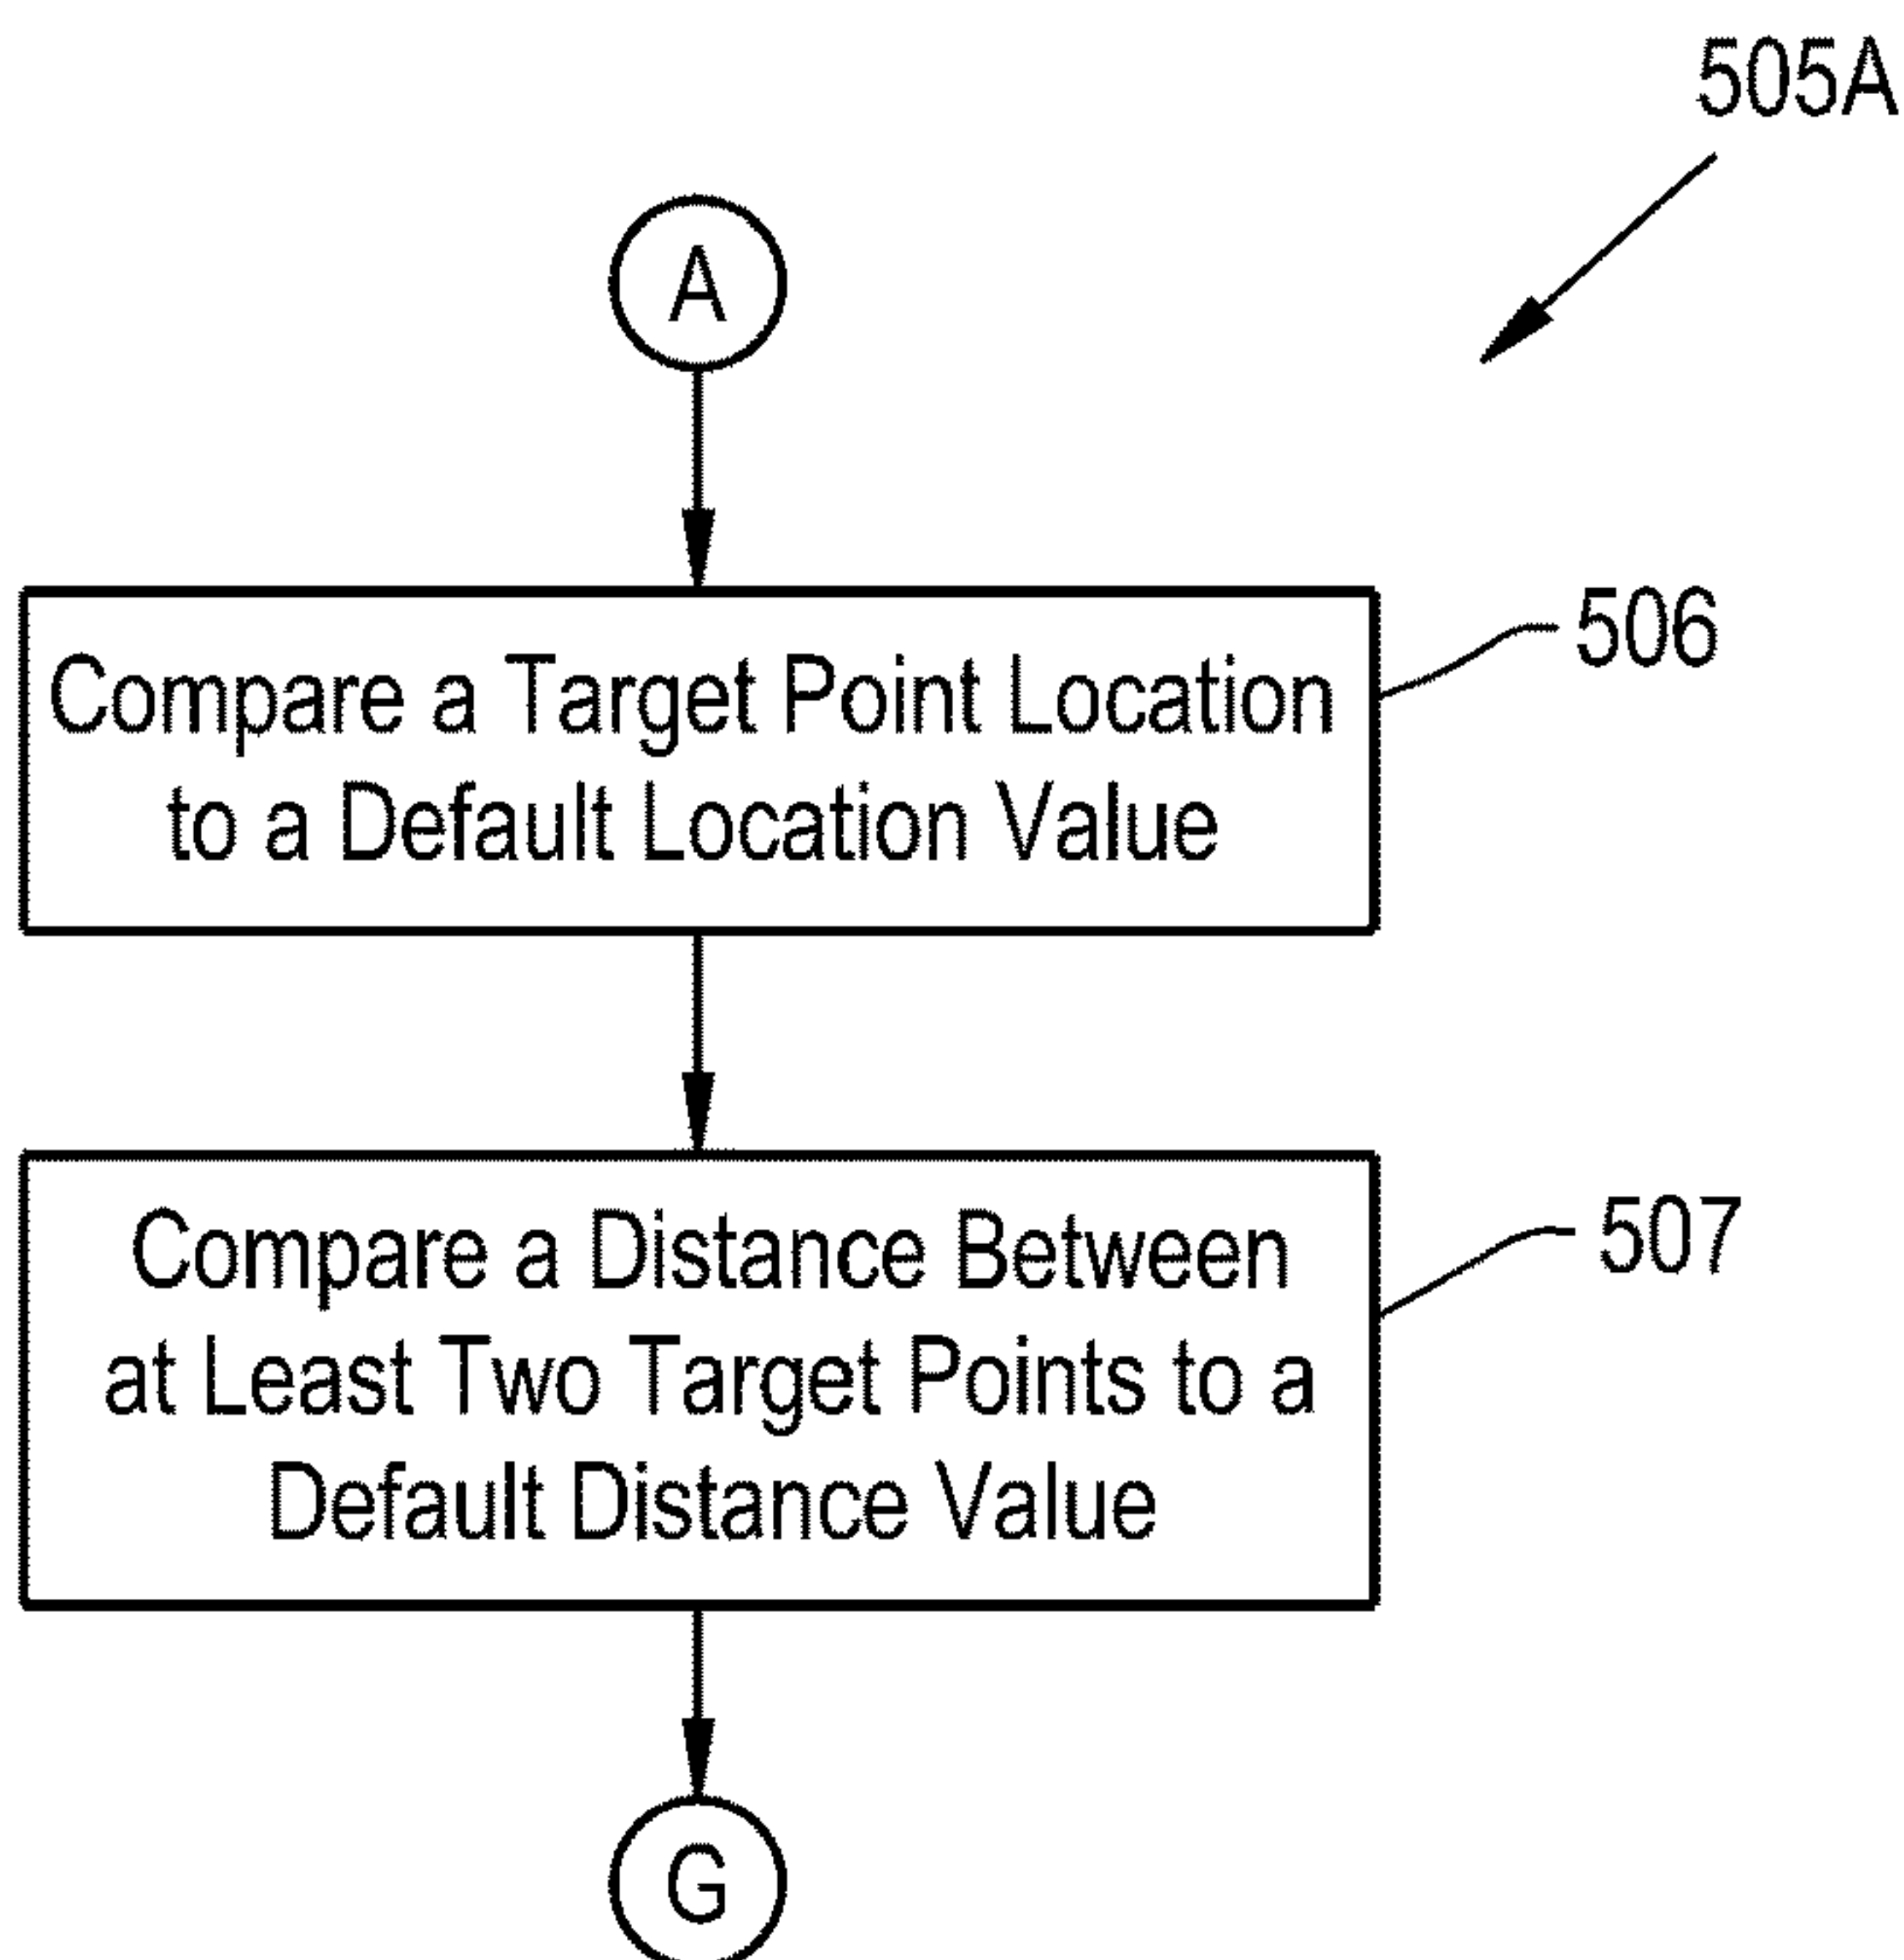 505A
A
Compare a Target Point Location
to a Default Location Value
506
Compare a Distance Between
at Least Two Target Points to a
Default Distance Value
507
G